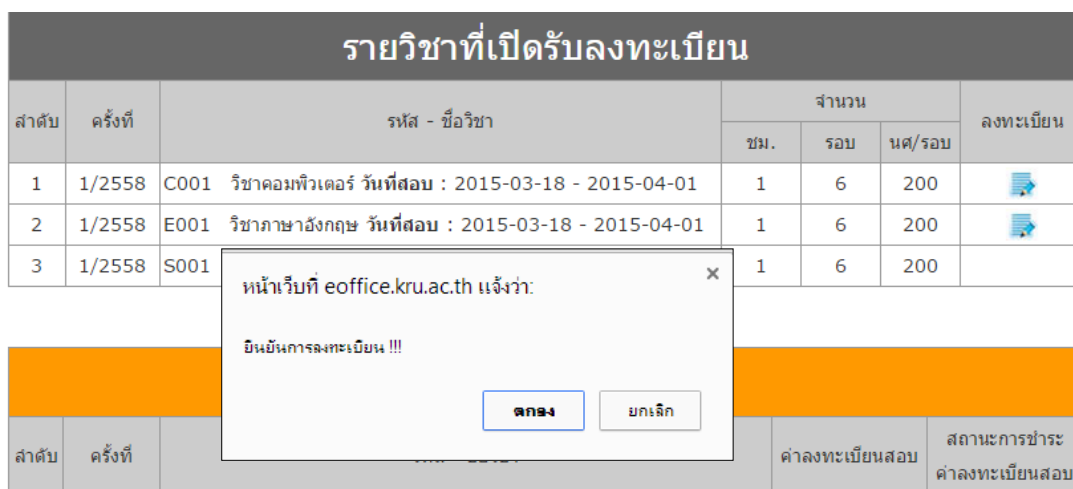 รายวิชาที่เปิดรับลงทะเบียน
ลำดับ ครั้งที่ รหัส - ชื่อวิชา จำนวน ลงทะเบียน
ชม. รอบ นศ/รอบ
1 1/2558 C001 วิชาคอมพิวเตอร์ วันที่สอบ : 2015-03-18 - 2015-04-01 1 6 200
2 1/2558 E001 วิชาภาษาอังกฤษ วันที่สอบ : 2015-03-18 - 2015-04-01 1 6 200
3 1/2558 S001 1 6 200
หน้าเว็บที่ eoffice.kru.ac.th แจ้งว่า:
ยืนยันการลงทะเบียน !!!
ตกลง ยกเลิก
ลำดับ ครั้งที่ ค่าลงทะเบียนสอบ สถานะการชำระ
ค่าลงทะเบียนสอบ